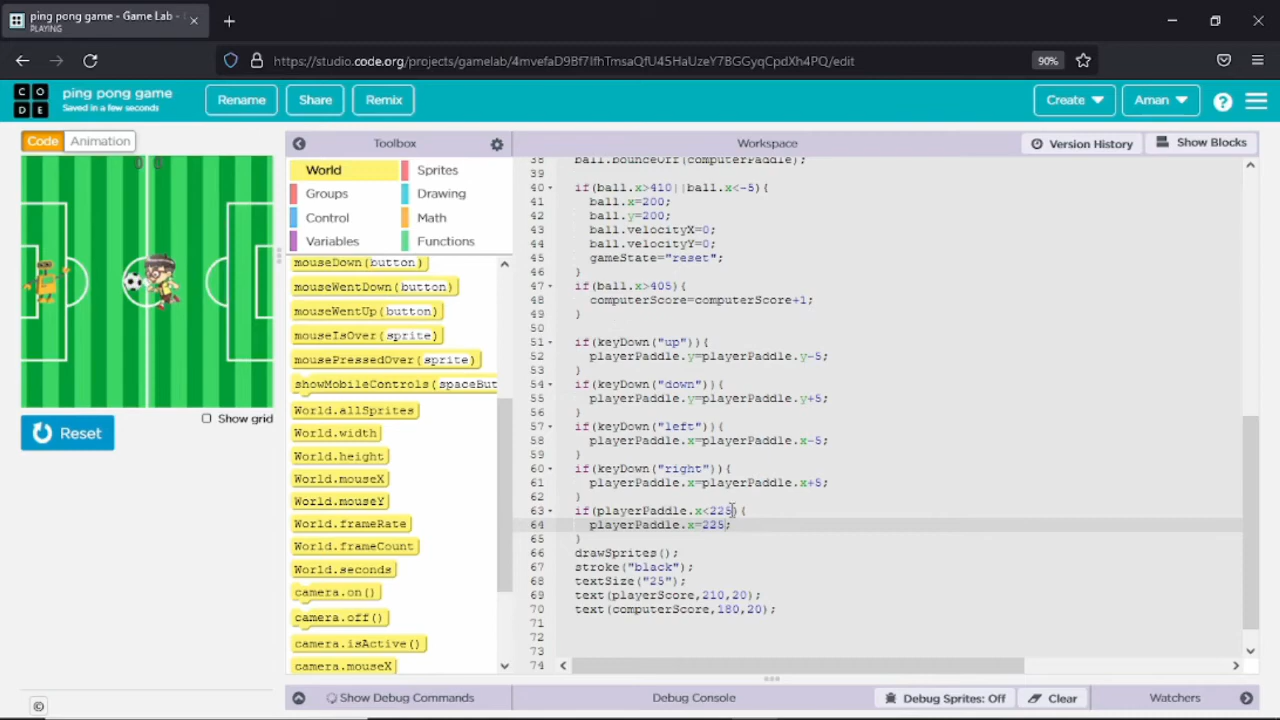 ping pong game - Game Lab -
PLAYING
https://studio.code.org/projects/gamelab/4mvefaD9Bf7IfhTmsaQfU45HaUzeY7BGGyqCpdXh4PQ/edit
90%
CODE
ping pong game
Saved in a few seconds
Rename
Share
Remix
Create
Aman
?
Code
Animation
Toolbox
Workspace
Version History
Show Blocks
0 0
Show grid
Reset
World
Sprites
Groups
Drawing
Control
Math
Variables
Functions
mouseDown(button)
mouseWentDown(button)
mouseWentUp(button)
mouseIsOver(sprite)
mousePressedOver(sprite)
showMobileControls(spaceBut
World.allSprites
World.width
World.height
World.mouseX
World.mouseY
World.frameRate
World.frameCount
World.seconds
camera.on()
camera.off()
camera.isActive()
camera.mouseX
38 ball.bounceOff(computerPaddle);
39
40 if(ball.x>410||ball.x<-5){
41 ball.x=200;
42 ball.y=200;
43 ball.velocityX=0;
44 ball.velocityY=0;
45 gameState="reset";
46 }
47 if(ball.x>405){
48 computerScore=computerScore+1;
49 }
50
51 if(keyDown("up")){
52 playerPaddle.y=playerPaddle.y-5;
53 }
54 if(keyDown("down")){
55 playerPaddle.y=playerPaddle.y+5;
56 }
57 if(keyDown("left")){
58 playerPaddle.x=playerPaddle.x-5;
59 }
60 if(keyDown("right")){
61 playerPaddle.x=playerPaddle.x+5;
62 }
63 if(playerPaddle.x<225){
64 playerPaddle.x=225;
65 }
66 drawSprites();
67 stroke("black");
68 textSize("25");
69 text(playerScore,210,20);
70 text(computerScore,180,20);
71
72
73
74
©
Show Debug Commands
Debug Console
Debug Sprites: Off
Clear
Watchers